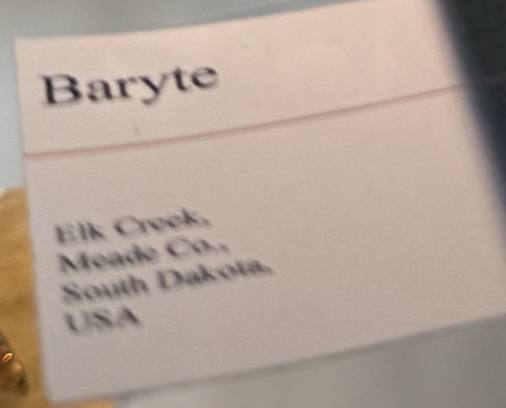 Baryte
Elk Creek,
Meade Co.,
South Dakota,
USA